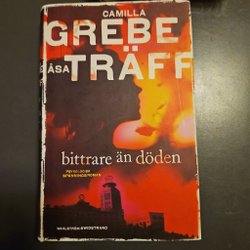 CAMILLA
GREBE
& ÅSA
TRÄFF
bittrare än döden
PSYKOLOGISK
SPÄNNINGSROMAN
WAHLSTRÖM & WIDSTRAND